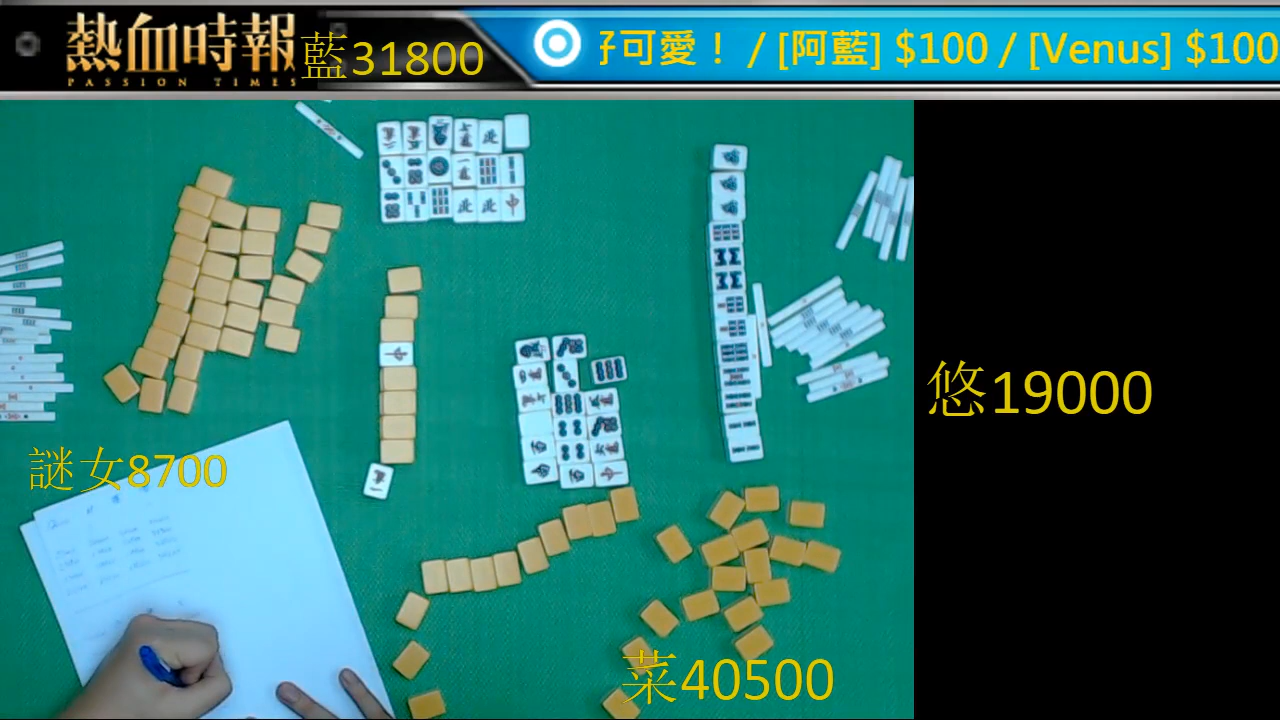 熱血時報
PASSION TIMES
藍31800
子可愛！ / [阿藍] $100 / [Venus] $100
悠19000
謎女8700
菜40500